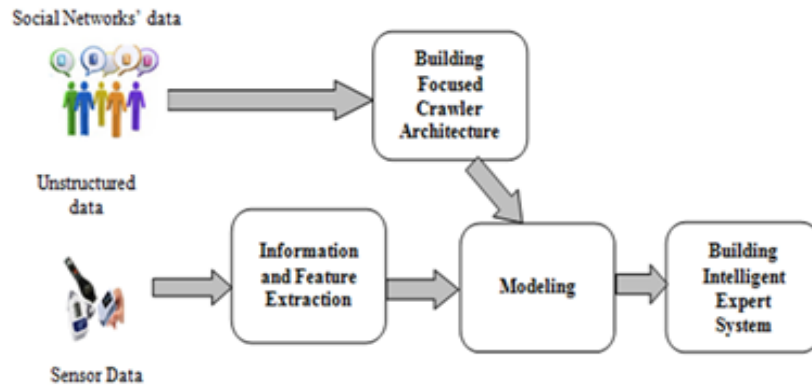 Social Networks' data
Building
Focused
Crawler
Architecture
Unstructured
data
Information
and Feature
Extraction
Modeling
Building
Intelligent
Expert
System
Sensor Data